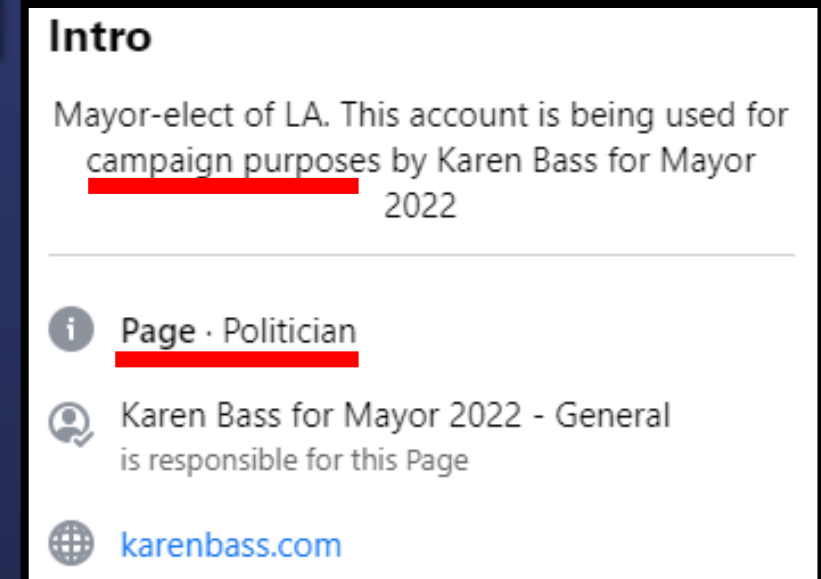 Intro
Mayor-elect of LA. This account is being used for
campaign purposes by Karen Bass for Mayor
2022
Page · Politician
Karen Bass for Mayor 2022 - General
is responsible for this Page
karenbass.com